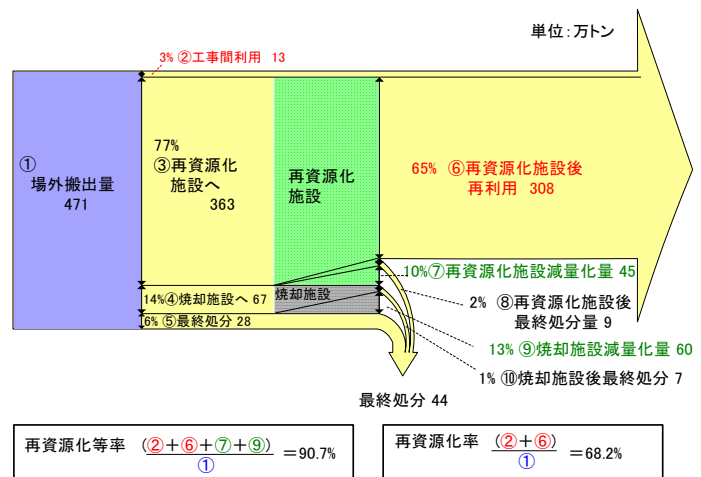 単位：万トン
3% ②工事間利用 13
①
場外搬出量
471
77%
③再資源化
施設へ
363
再資源化
施設
65% ⑥再資源化施設後
再利用 308
10%⑦再資源化施設減量化量 45
14%④焼却施設へ 67
焼却施設
2% ⑧再資源化施設後
最終処分量 9
6% ⑤最終処分 28
13% ⑨焼却施設減量化量 60
1% ⑩焼却施設後最終処分 7
最終処分 44
再資源化等率 (②+⑥+⑦+⑨) =90.7%
①
再資源化率 (②+⑥) =68.2%
①